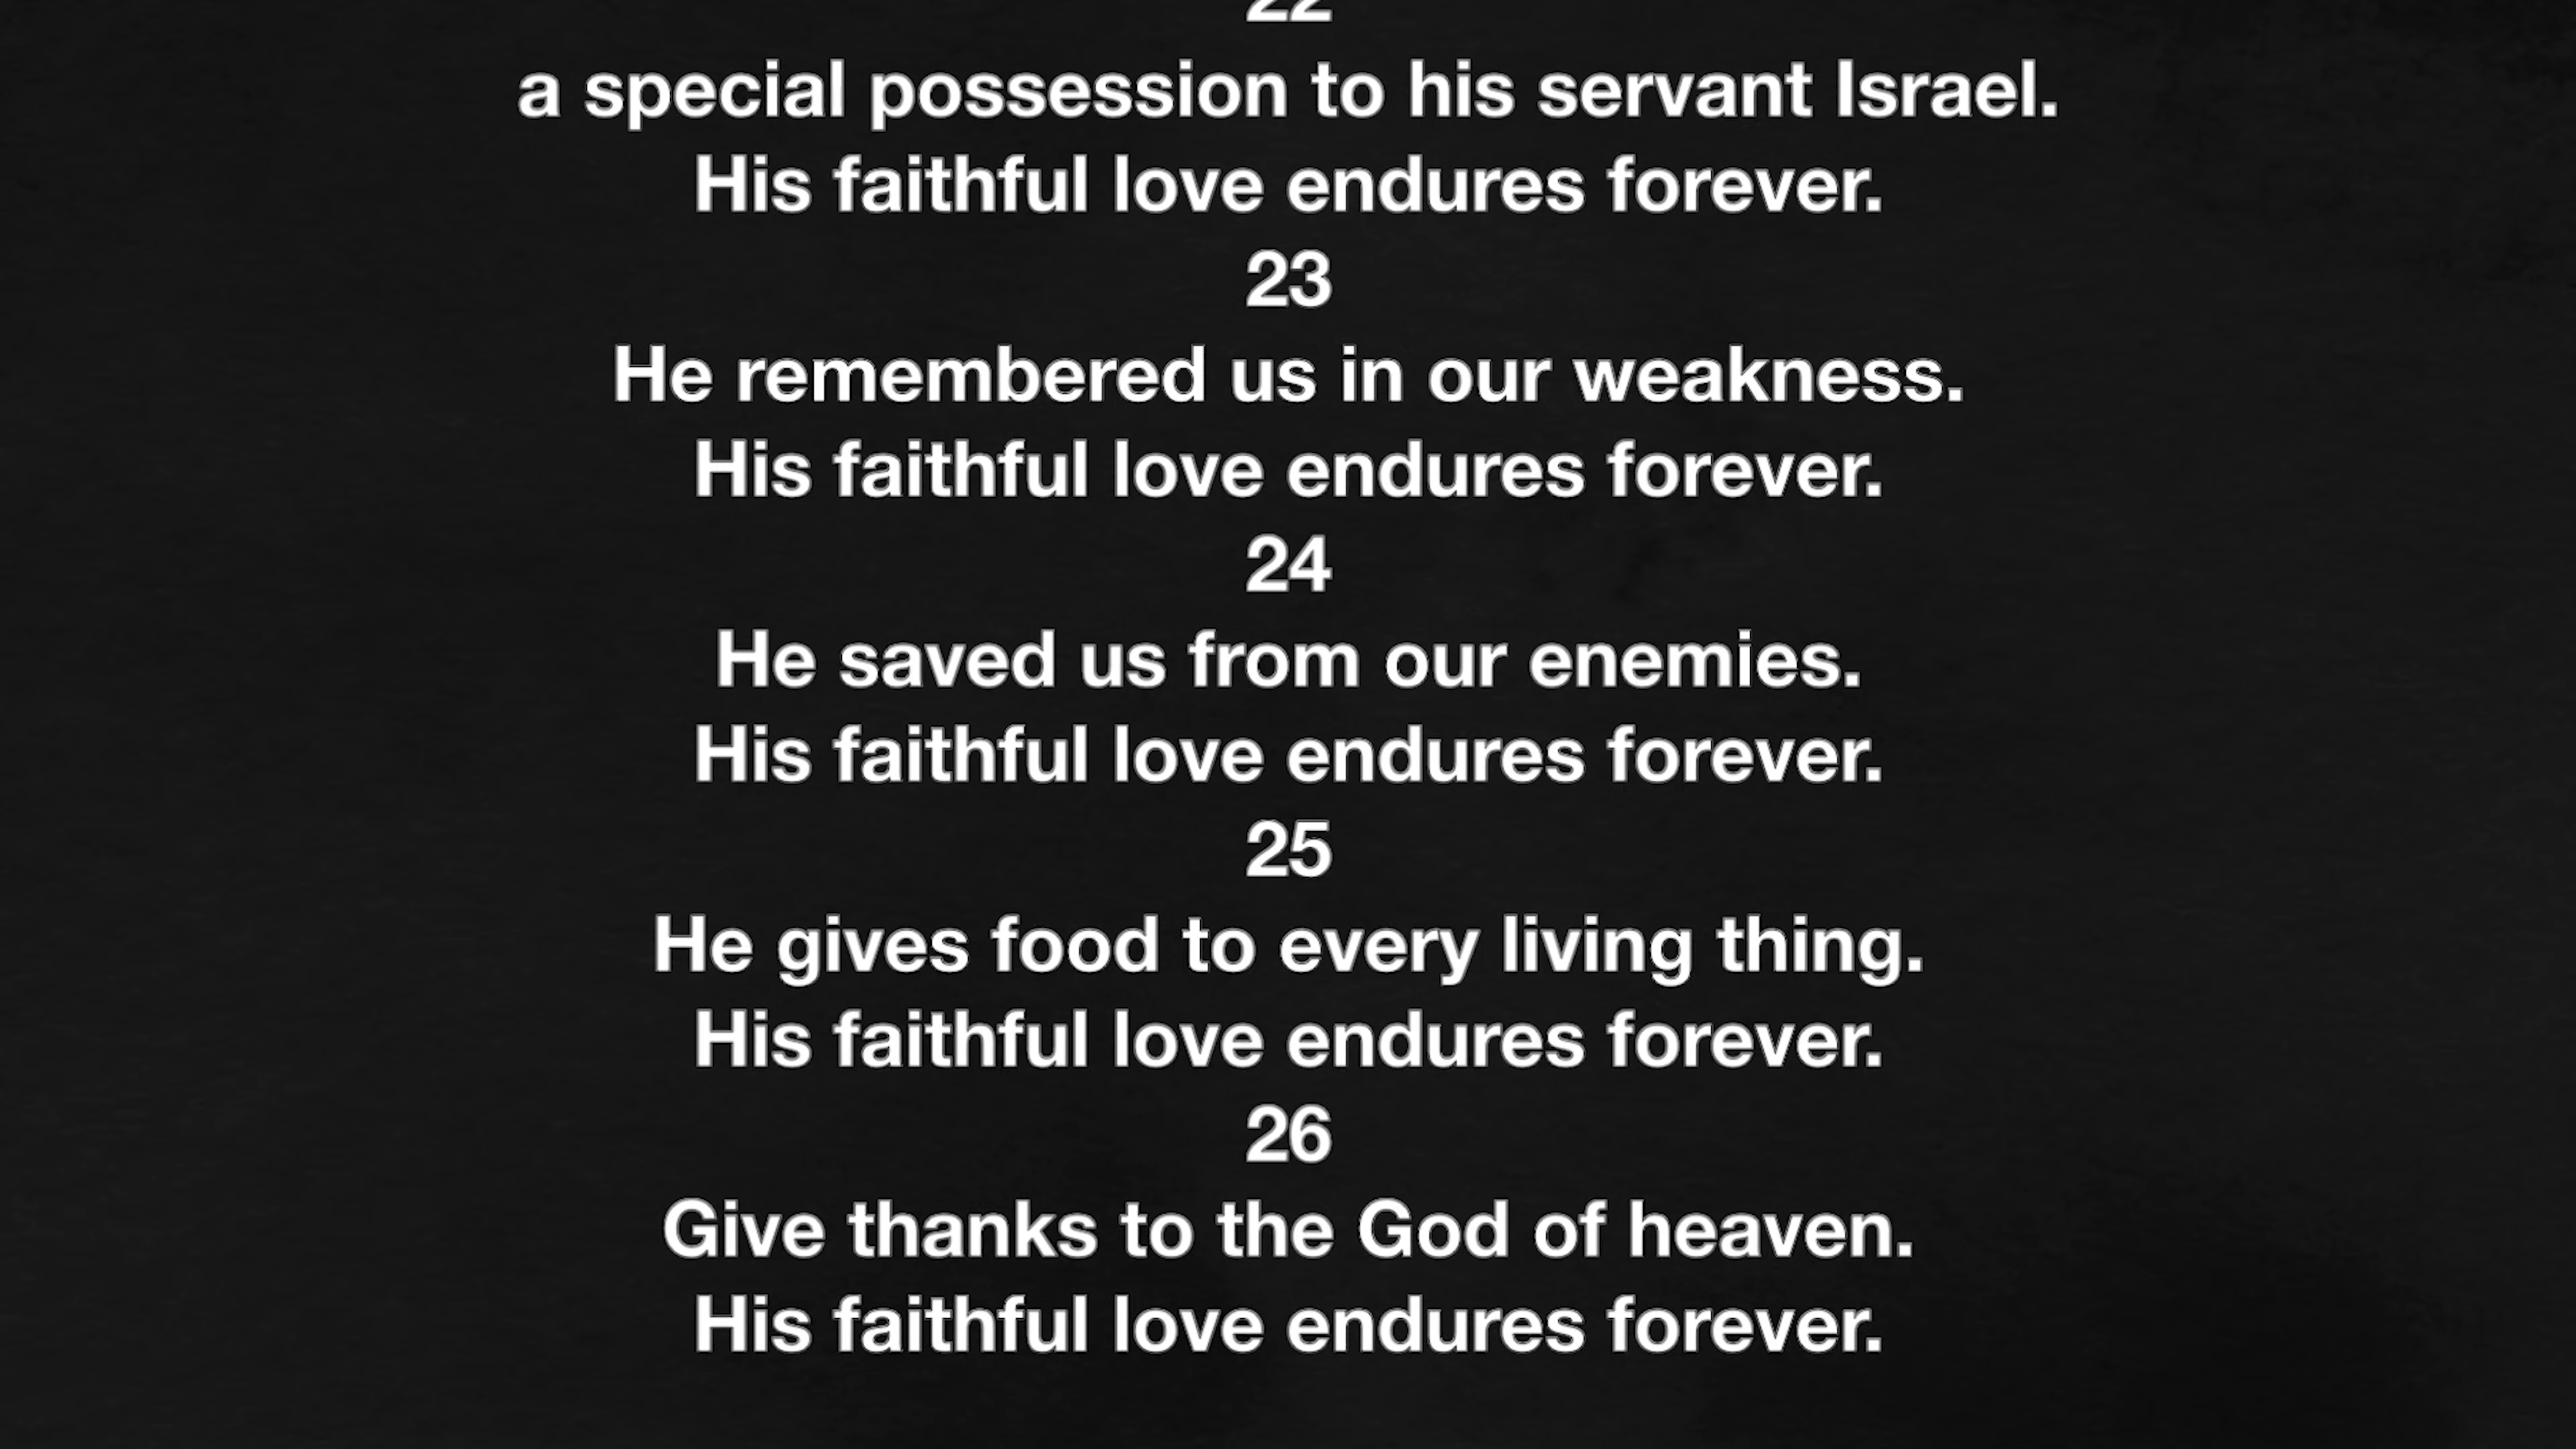 22
a special possession to his servant Israel.
His faithful love endures forever.
23
He remembered us in our weakness.
His faithful love endures forever.
24
He saved us from our enemies.
His faithful love endures forever.
25
He gives food to every living thing.
His faithful love endures forever.
26
Give thanks to the God of heaven.
His faithful love endures forever.